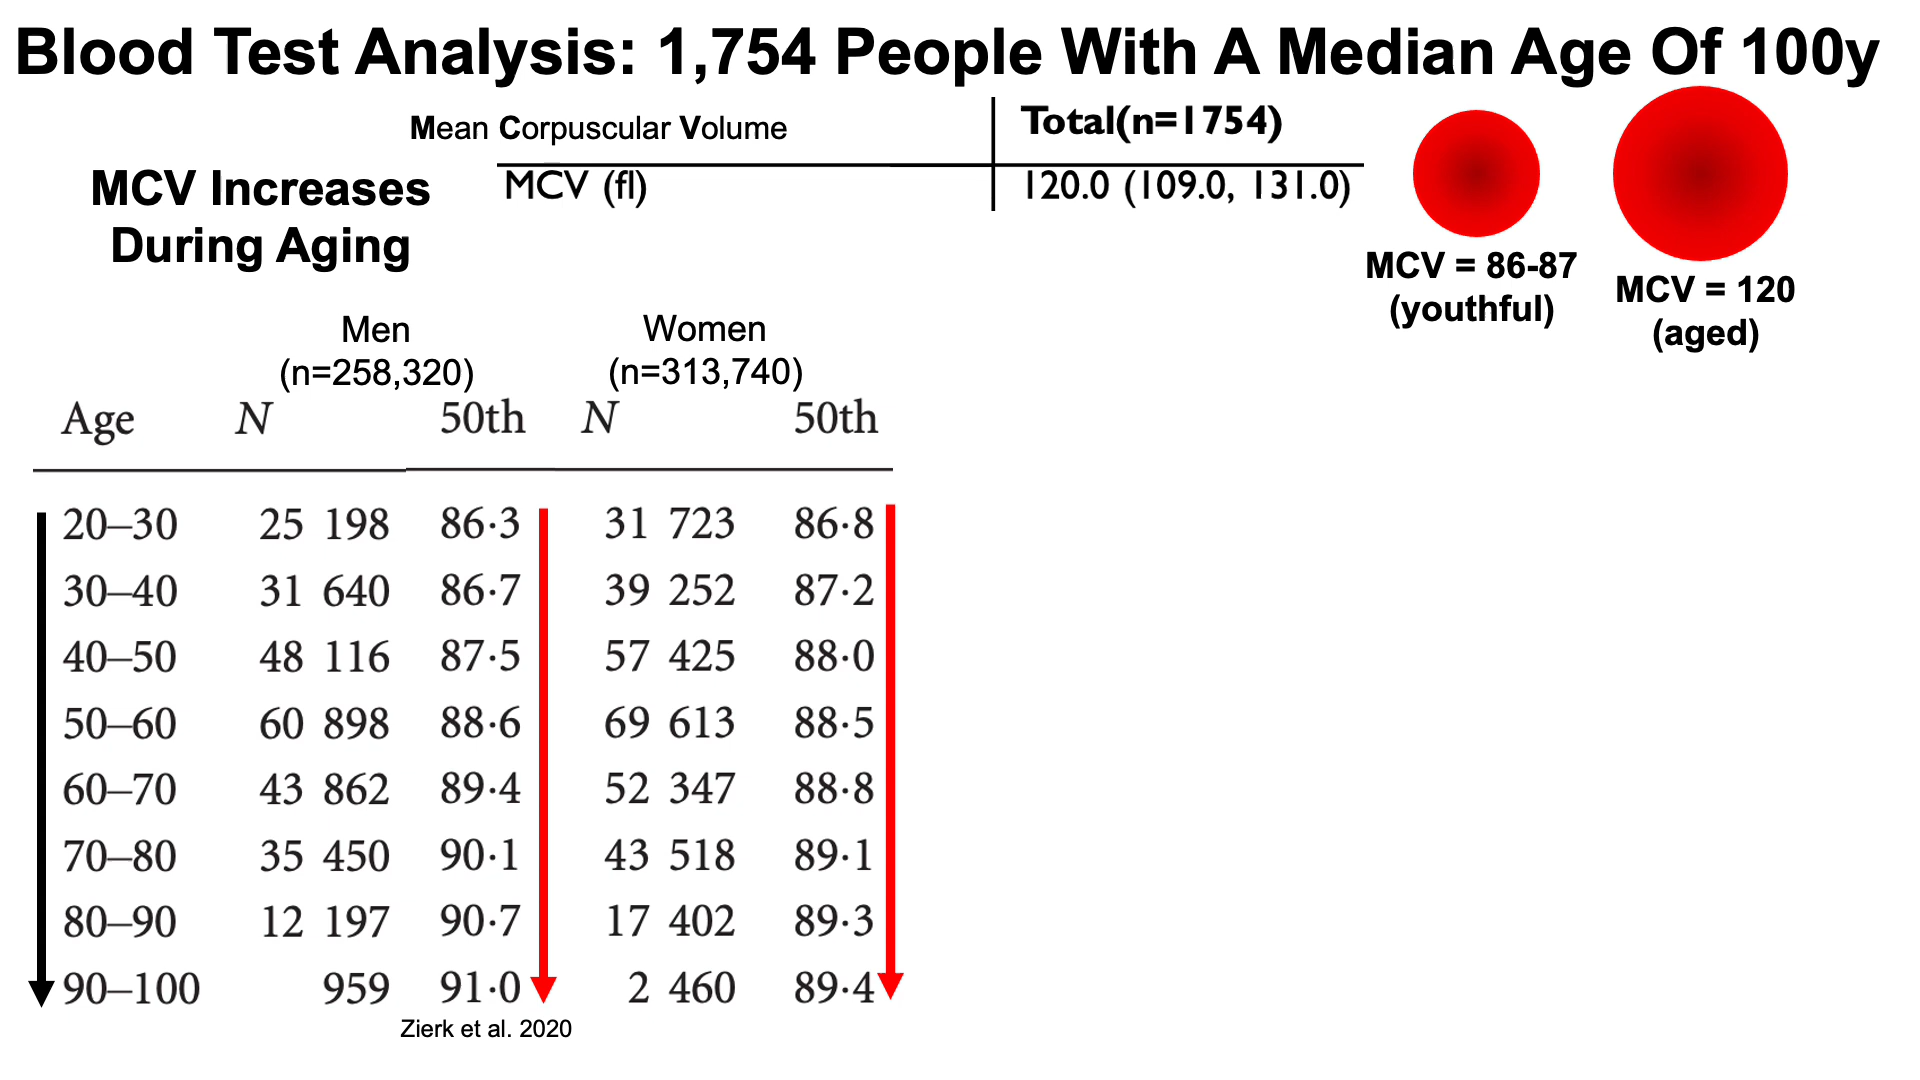 Blood Test Analysis: 1,754 People With A Median Age Of 100y
Mean Corpuscular Volume
Total(n=1754)
MCV (fl)
120.0 (109.0, 131.0)
MCV Increases
During Aging
MCV = 86-87
(youthful)
MCV = 120
(aged)
Men
(n=258,320)
Women
(n=313,740)
Age N 50th N 50th
20–30 25 198 86·3 31 723 86·8
30–40 31 640 86·7 39 252 87·2
40–50 48 116 87·5 57 425 88·0
50–60 60 898 88·6 69 613 88·5
60–70 43 862 89·4 52 347 88·8
70–80 35 450 90·1 43 518 89·1
80–90 12 197 90·7 17 402 89·3
90–100 959 91·0 2 460 89·4
Zierk et al. 2020